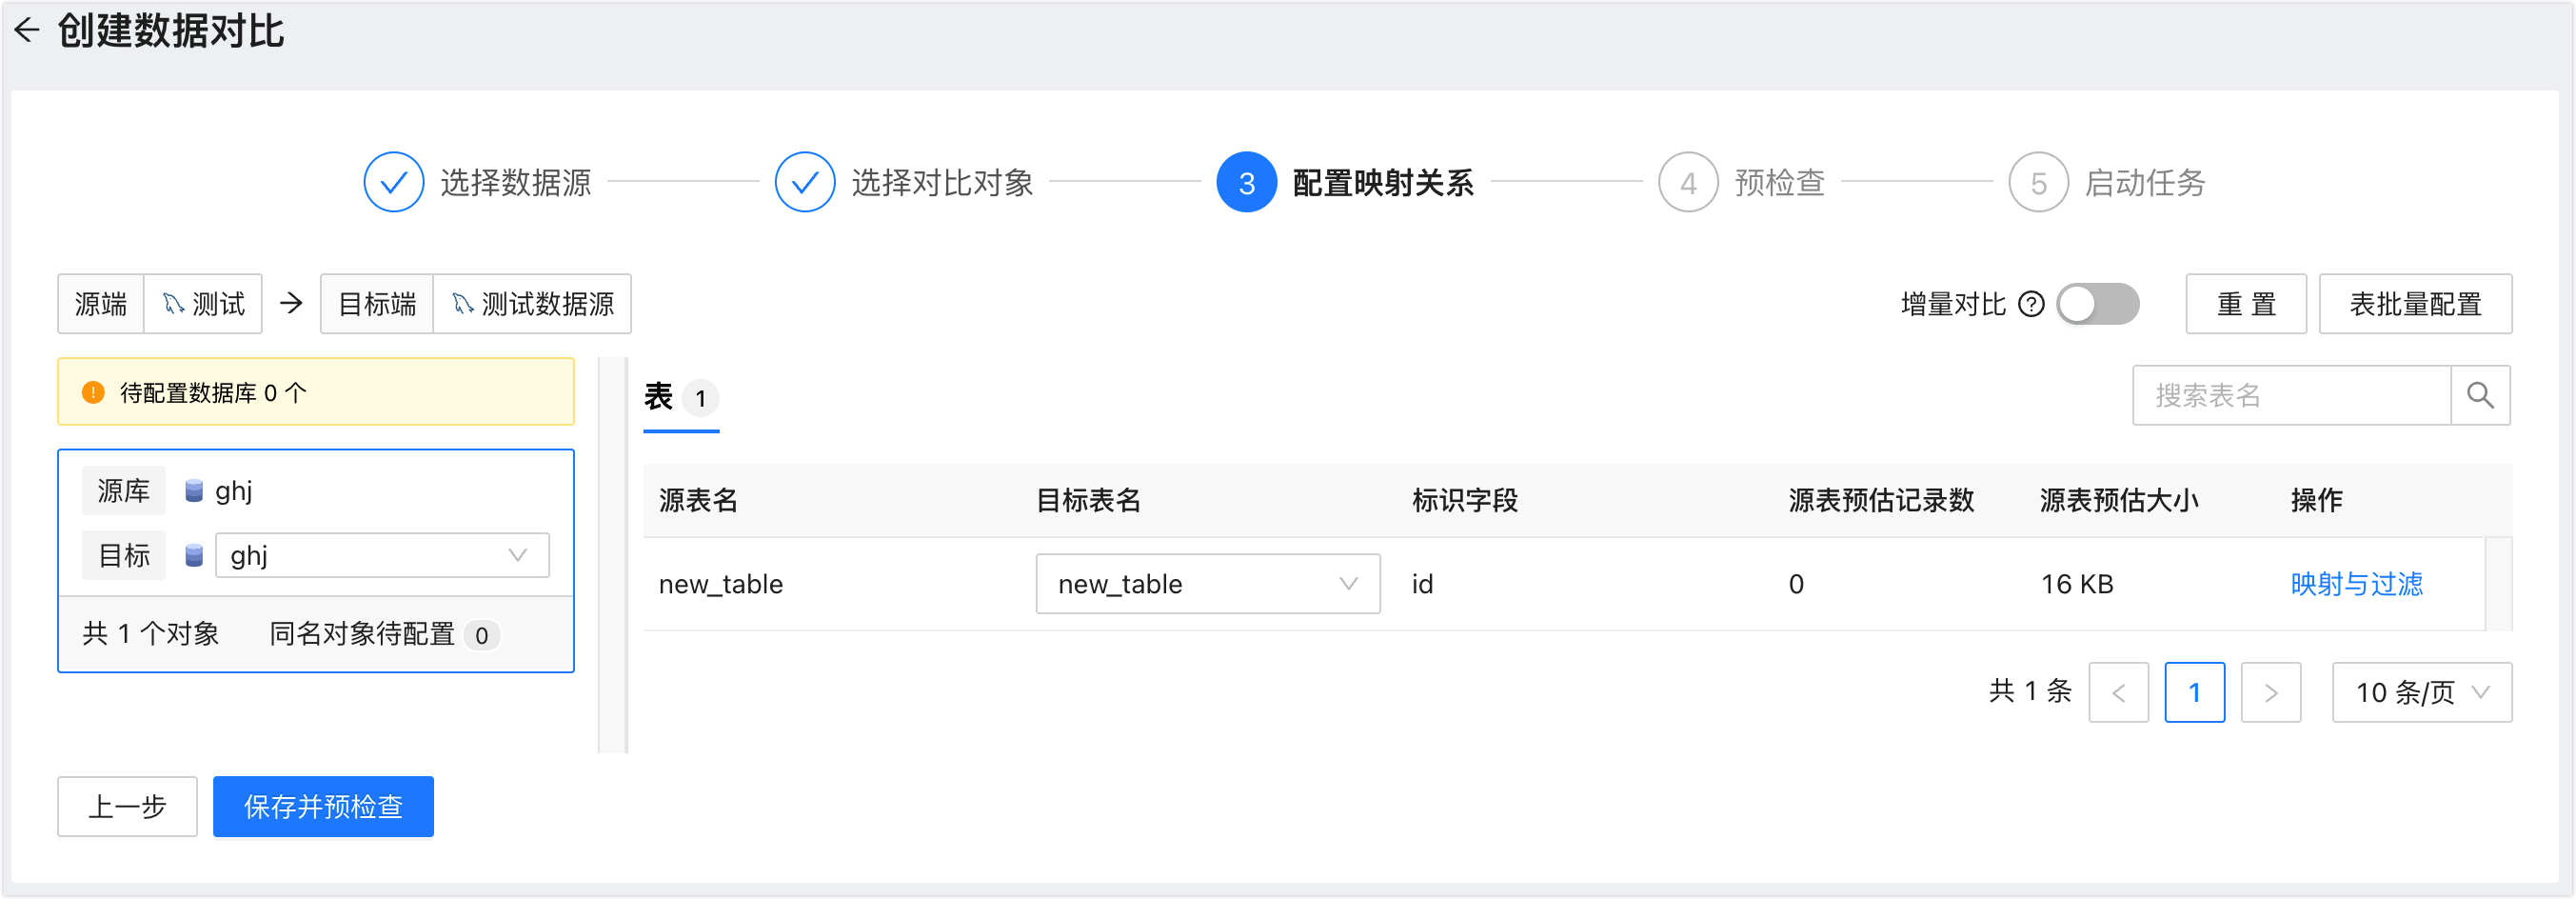 创建数据对比
选择数据源 选择对比对象 3 配置映射关系 4 预检查 5 启动任务
源端 测试 目标端 测试数据源 增量对比 重 置 表批量配置
待配置数据库 0 个
表 1 搜索表名
源库 ghj
目标 ghj
共 1 个对象 同名对象待配置 0
源表名 目标表名 标识字段 源表预估记录数 源表预估大小 操作
new_table new_table id 0 16 KB 映射与过滤
共 1 条 < 1 > 10 条/页
上一步 保存并预检查